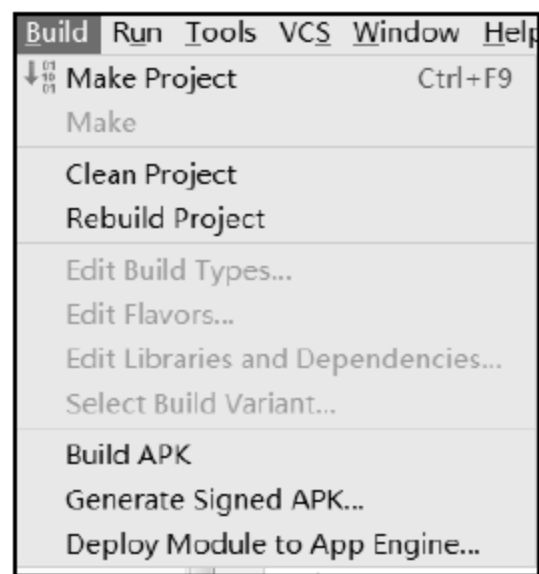 Build Run Tools VCS Window Help
Make Project Ctrl+F9
Make
Clean Project
Rebuild Project
Edit Build Types...
Edit Flavors...
Edit Libraries and Dependencies...
Select Build Variant...
Build APK
Generate Signed APK...
Deploy Module to App Engine...